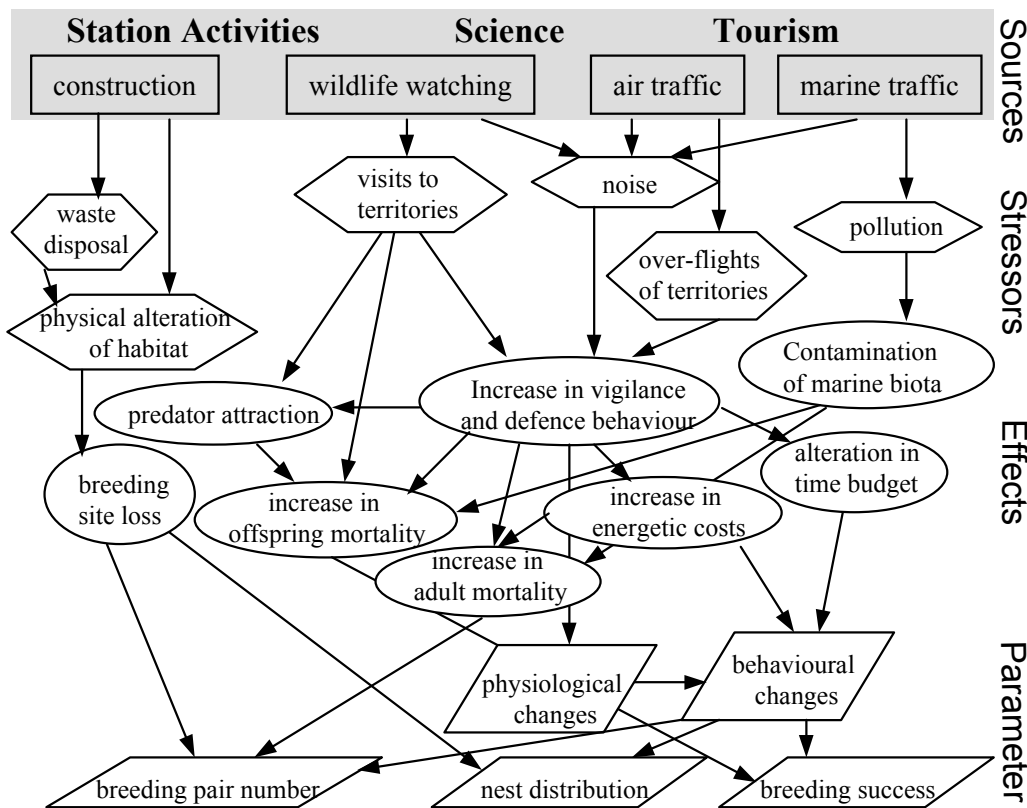 Station Activities Science Tourism
construction wildlife watching air traffic marine traffic
Sources
visits to
territories
noise
waste
disposal
pollution
over-flights
of territories
physical alteration
of habitat
Stressors
Contamination
of marine biota
predator attraction
Increase in vigilance
and defence behaviour
breeding
site loss
increase in
offspring mortality
increase in
energetic costs
alteration in
time budget
increase in
adult mortality
Effects
physiological
changes
behavioural
changes
breeding pair number
nest distribution
breeding success
Parameter